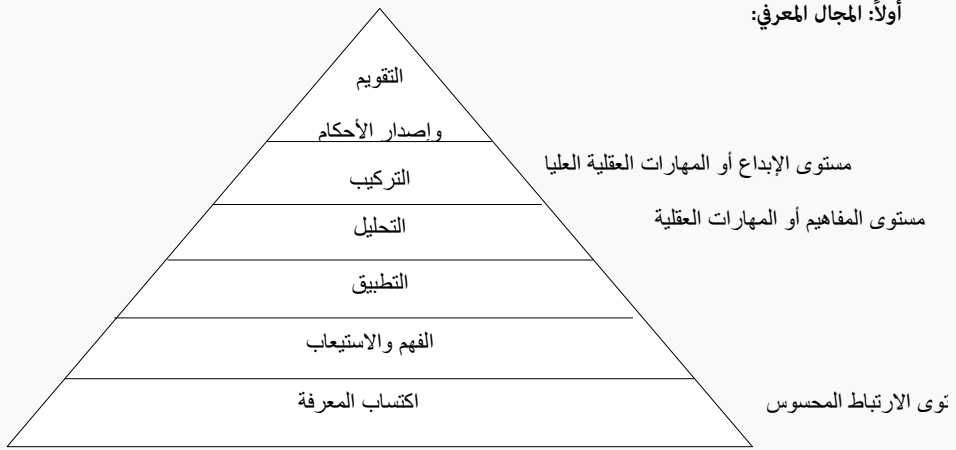 أولاً: المجال المعرفي:
التقويم
وإصدار الأحكام
مستوى الإبداع أو المهارات العقلية العليا
التركيب
مستوى المفاهيم أو المهارات العقلية
التحليل
التطبيق
الفهم والاستيعاب
اكتساب المعرفة
توى الارتباط المحسوس